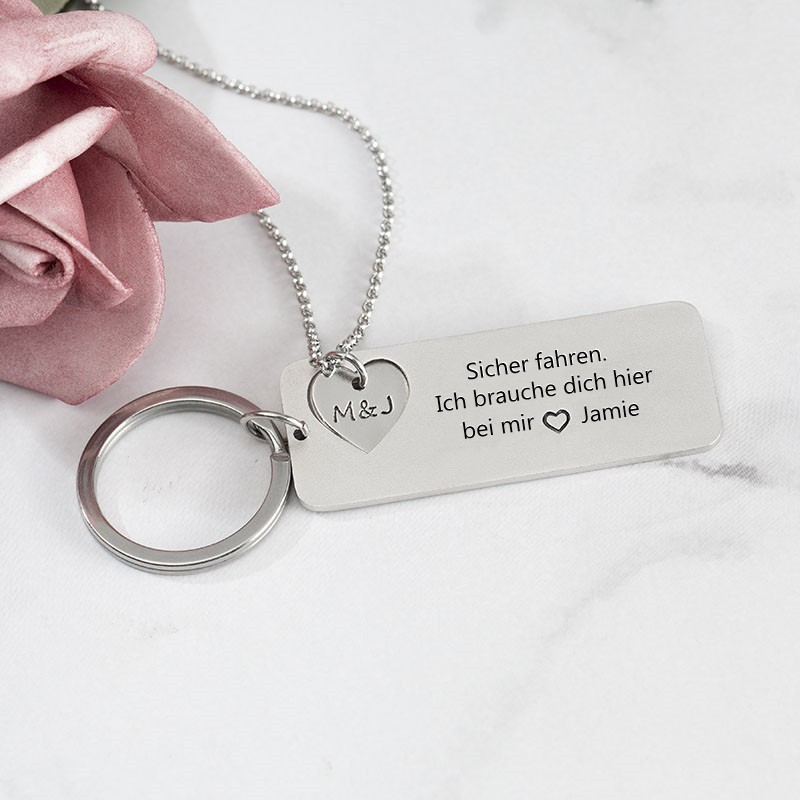 M&J
Sicher fahren.
Ich brauche dich hier
bei mir ♡ Jamie